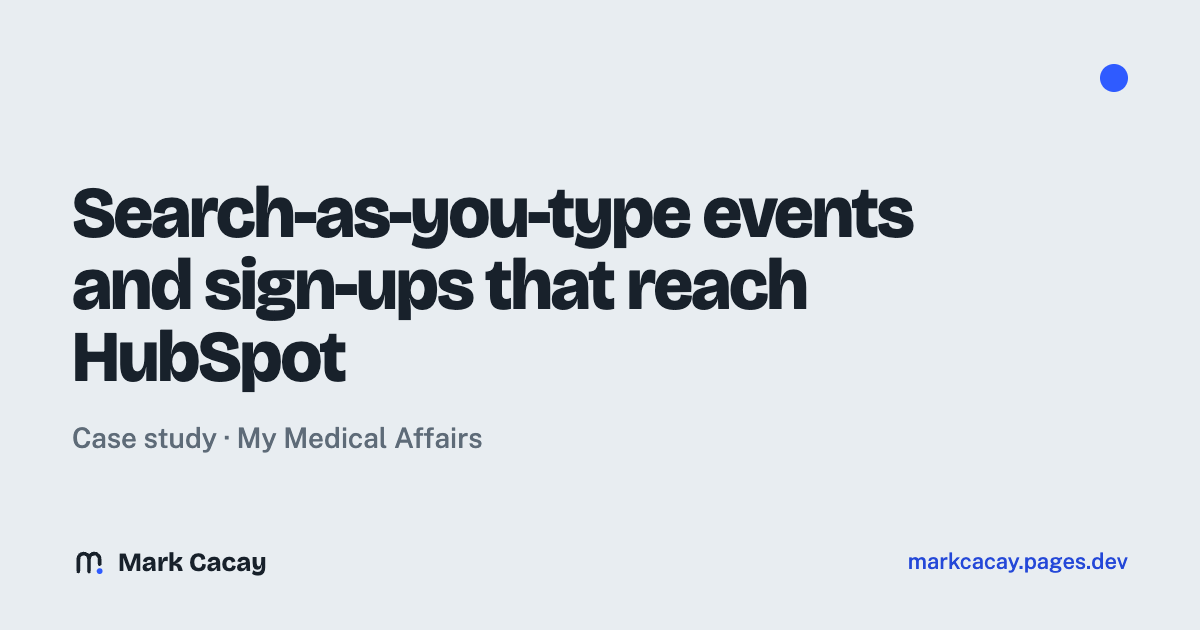 Search-as-you-type events
and sign-ups that reach
HubSpot
Case study · My Medical Affairs
m. Mark Cacay
markcacay.pages.dev